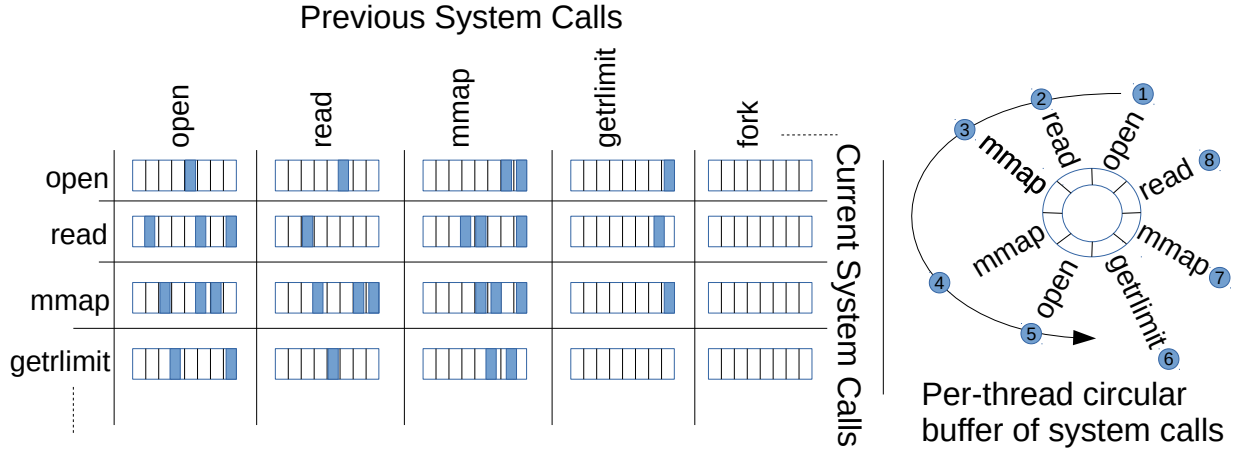 Previous System Calls
open
read
mmap
getrlimit
fork
open
read
mmap
getrlimit
Current System Calls
1
open
2
read
3
mmap
4
mmap
5
open
6
getrlimit
7
mmap
8
read
Per-thread circular
buffer of system calls